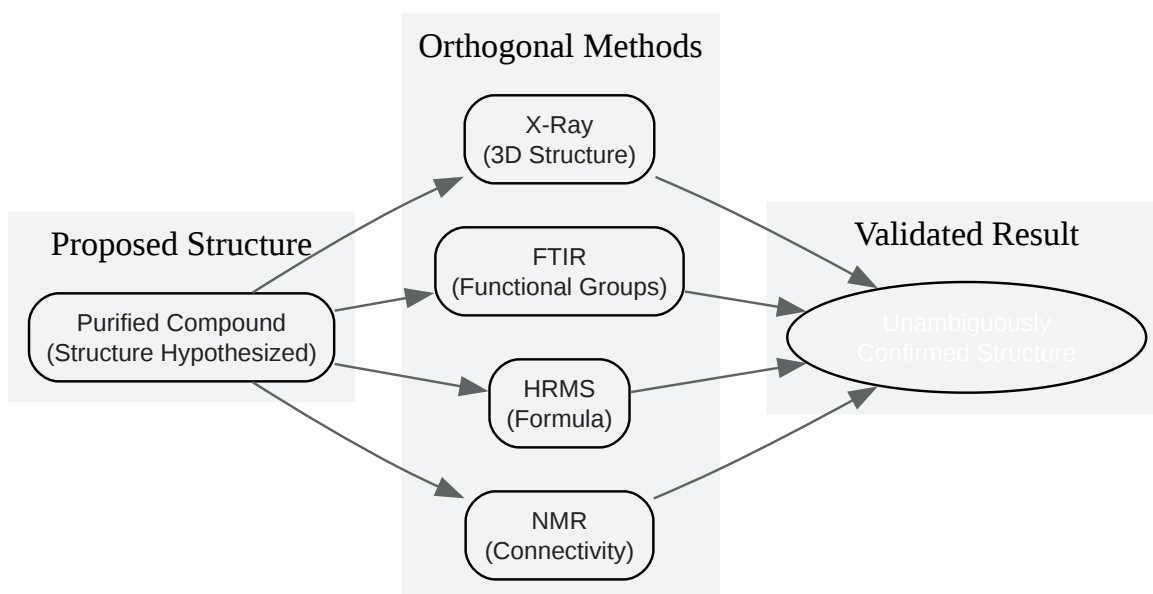 Proposed Structure
Purified Compound
(Structure Hypothesized)
Orthogonal Methods
X-Ray
(3D Structure)
FTIR
(Functional Groups)
HRMS
(Formula)
NMR
(Connectivity)
Validated Result
Unambiguously
Confirmed Structure